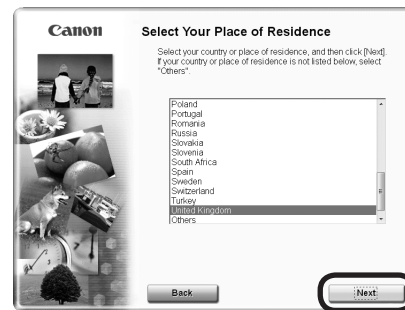 Canon
Select Your Place of Residence
Select your country or place of residence, and then click [Next].
If your country or place of residence is not listed below, select
"Others".
Poland
Portugal
Romania
Russia
Slovakia
Slovenia
South Africa
Spain
Sweden
Switzerland
Turkey
United Kingdom
Others
Back
Next